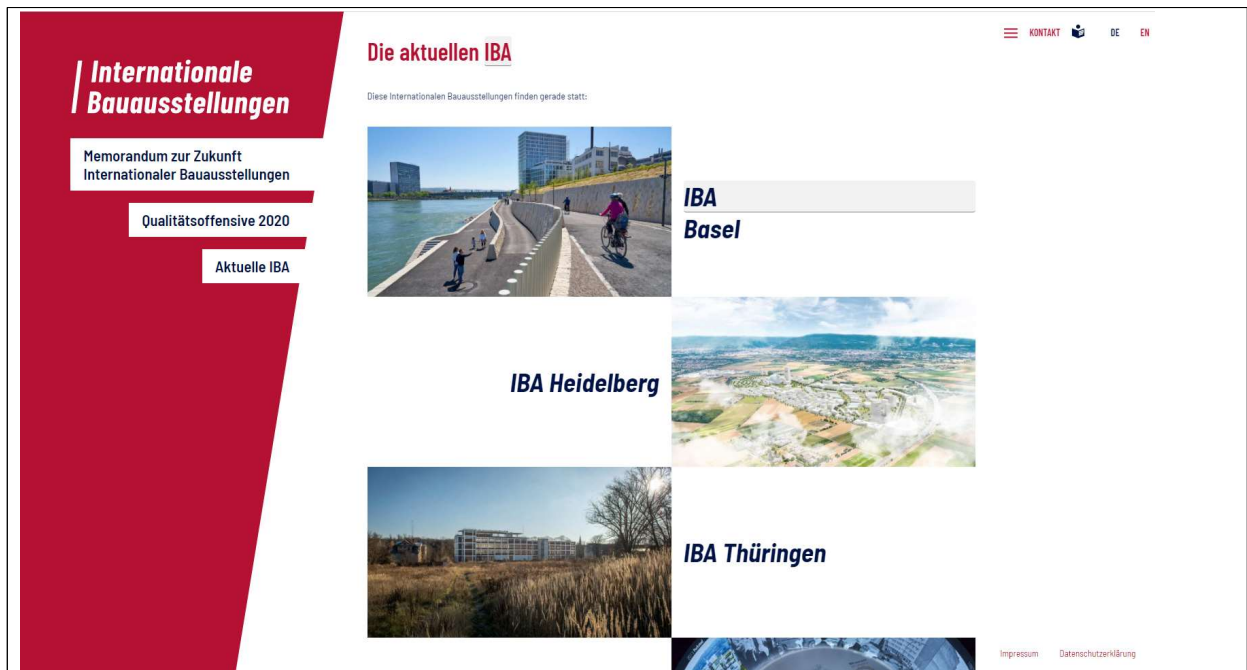 Internationale
Bauausstellungen
Memorandum zur Zukunft
Internationaler Bauausstellungen
Qualitätsoffensive 2020
Aktuelle IBA
KONTAKT
DE
EN
Die aktuellen IBA
Diese Internationalen Bauausstellungen finden gerade statt:
IBA
Basel
IBA Heidelberg
IBA Thüringen
Impressum
Datenschutzerklärung